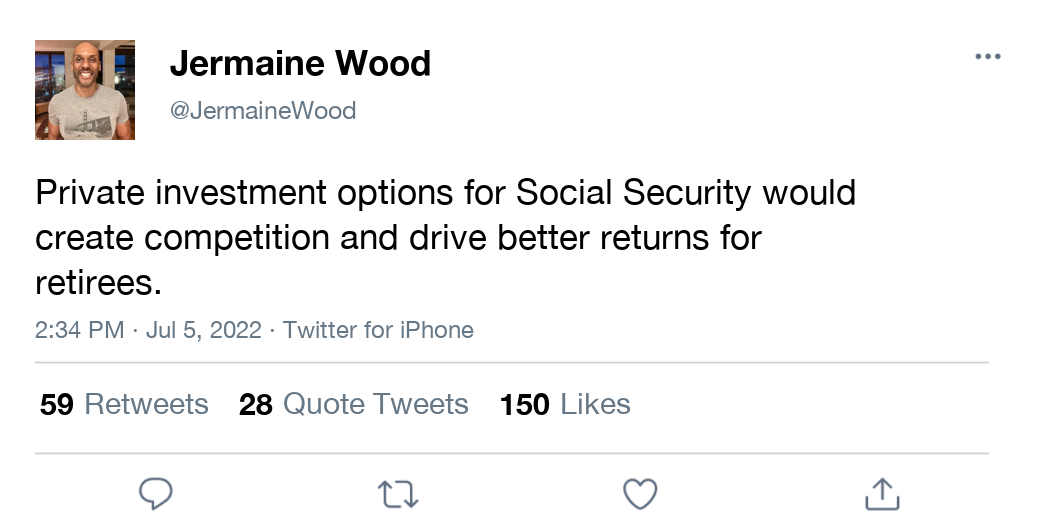 Jermaine Wood
@JermaineWood
Private investment options for Social Security would
create competition and drive better returns for
retirees.
2:34 PM · Jul 5, 2022 · Twitter for iPhone
59 Retweets 28 Quote Tweets 150 Likes